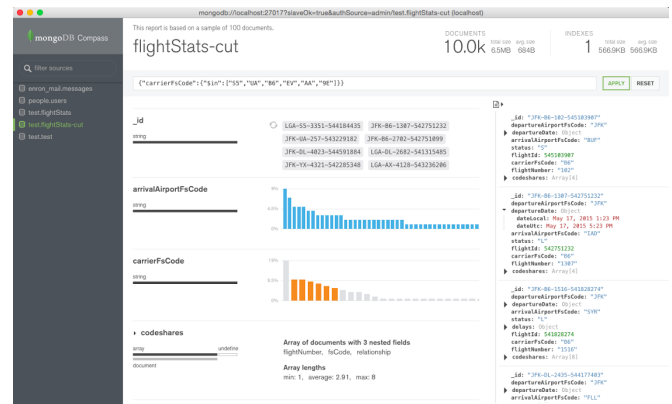 mongodb://localhost:27017?slaveOk=true&authSource=admin/test.flightStats-cut (localhost)
mongoDB Compass
filter sources
enron_mail.messages
people.users
test.flightStats
test.flightStats-cut
test.test
This report is based on a sample of 100 documents.
flightStats-cut
DOCUMENTS
10.0k total size 6.5MB avg size 684B
INDEXES
1 total size 566.9KB avg size 566.9KB
{"carrierFsCode":{"$in":["S5","UA","B6","EV","AA","9E"]}}
APPLY RESET
_id
string
LGA-S5-3351-544184435 JFK-B6-1307-542751232
JFK-UA-257-543229182 JFK-B6-2702-542751099
JFK-DL-4023-544591884 LGA-DL-2682-541315485
JFK-YX-4321-542285348 LGA-AX-4128-543236206
arrivalAirportFsCode
string
9%
0%
carrierFsCode
string
0%
codeshares
array undefine
document
Array of documents with 3 nested fields
flightNumber, fsCode, relationship
Array lengths
min: 1, average: 2.91, max: 8
_id: "JFK-B6-102-545103907"
departureAirportFsCode: "JFK"
departureDate: Object
arrivalAirportFsCode: "BUF"
status: "S"
flightId: 545103907
carrierFsCode: "B6"
flightNumber: "102"
codeshares: Array[4]
_id: "JFK-B6-1307-542751232"
departureAirportFsCode: "JFK"
departureDate: Object
dateLocal: May 17, 2015 1:23 PM
dateUtc: May 17, 2015 5:23 PM
arrivalAirportFsCode: "IAD"
status: "L"
flightId: 542751232
carrierFsCode: "B6"
flightNumber: "1307"
codeshares: Array[4]
_id: "JFK-B6-1516-541828274"
departureAirportFsCode: "JFK"
departureDate: Object
arrivalAirportFsCode: "SYR"
status: "L"
delays: Object
flightId: 541828274
carrierFsCode: "B6"
flightNumber: "1516"
codeshares: Array[0]
_id: "JFK-DL-2435-544177403"
departureAirportFsCode: "JFK"
departureDate: Object
arrivalAirportFsCode: "FLL"